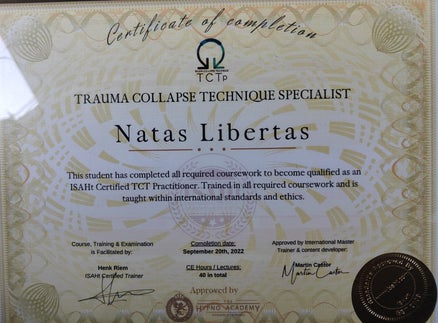 Certificate of completion
TCTp
TRAUMA COLLAPSE TECHNIQUE SPECIALIST
Natas Libertas
This student has completed all required coursework to become qualified as an
ISAHt Certified TCT Practitioner. Trained in all required coursework and is
taught within international standards and ethics.
Course, Training & Examination
is Facilitated by:
Henk Riem
ISAHt Certified Trainer
Completion date:
September 20th, 2022
CE Hours / Lectures:
40 in total
Approved by International Master
Trainer & content developer:
Martin Castor
Approved by
THE
HYPNO ACADEMY